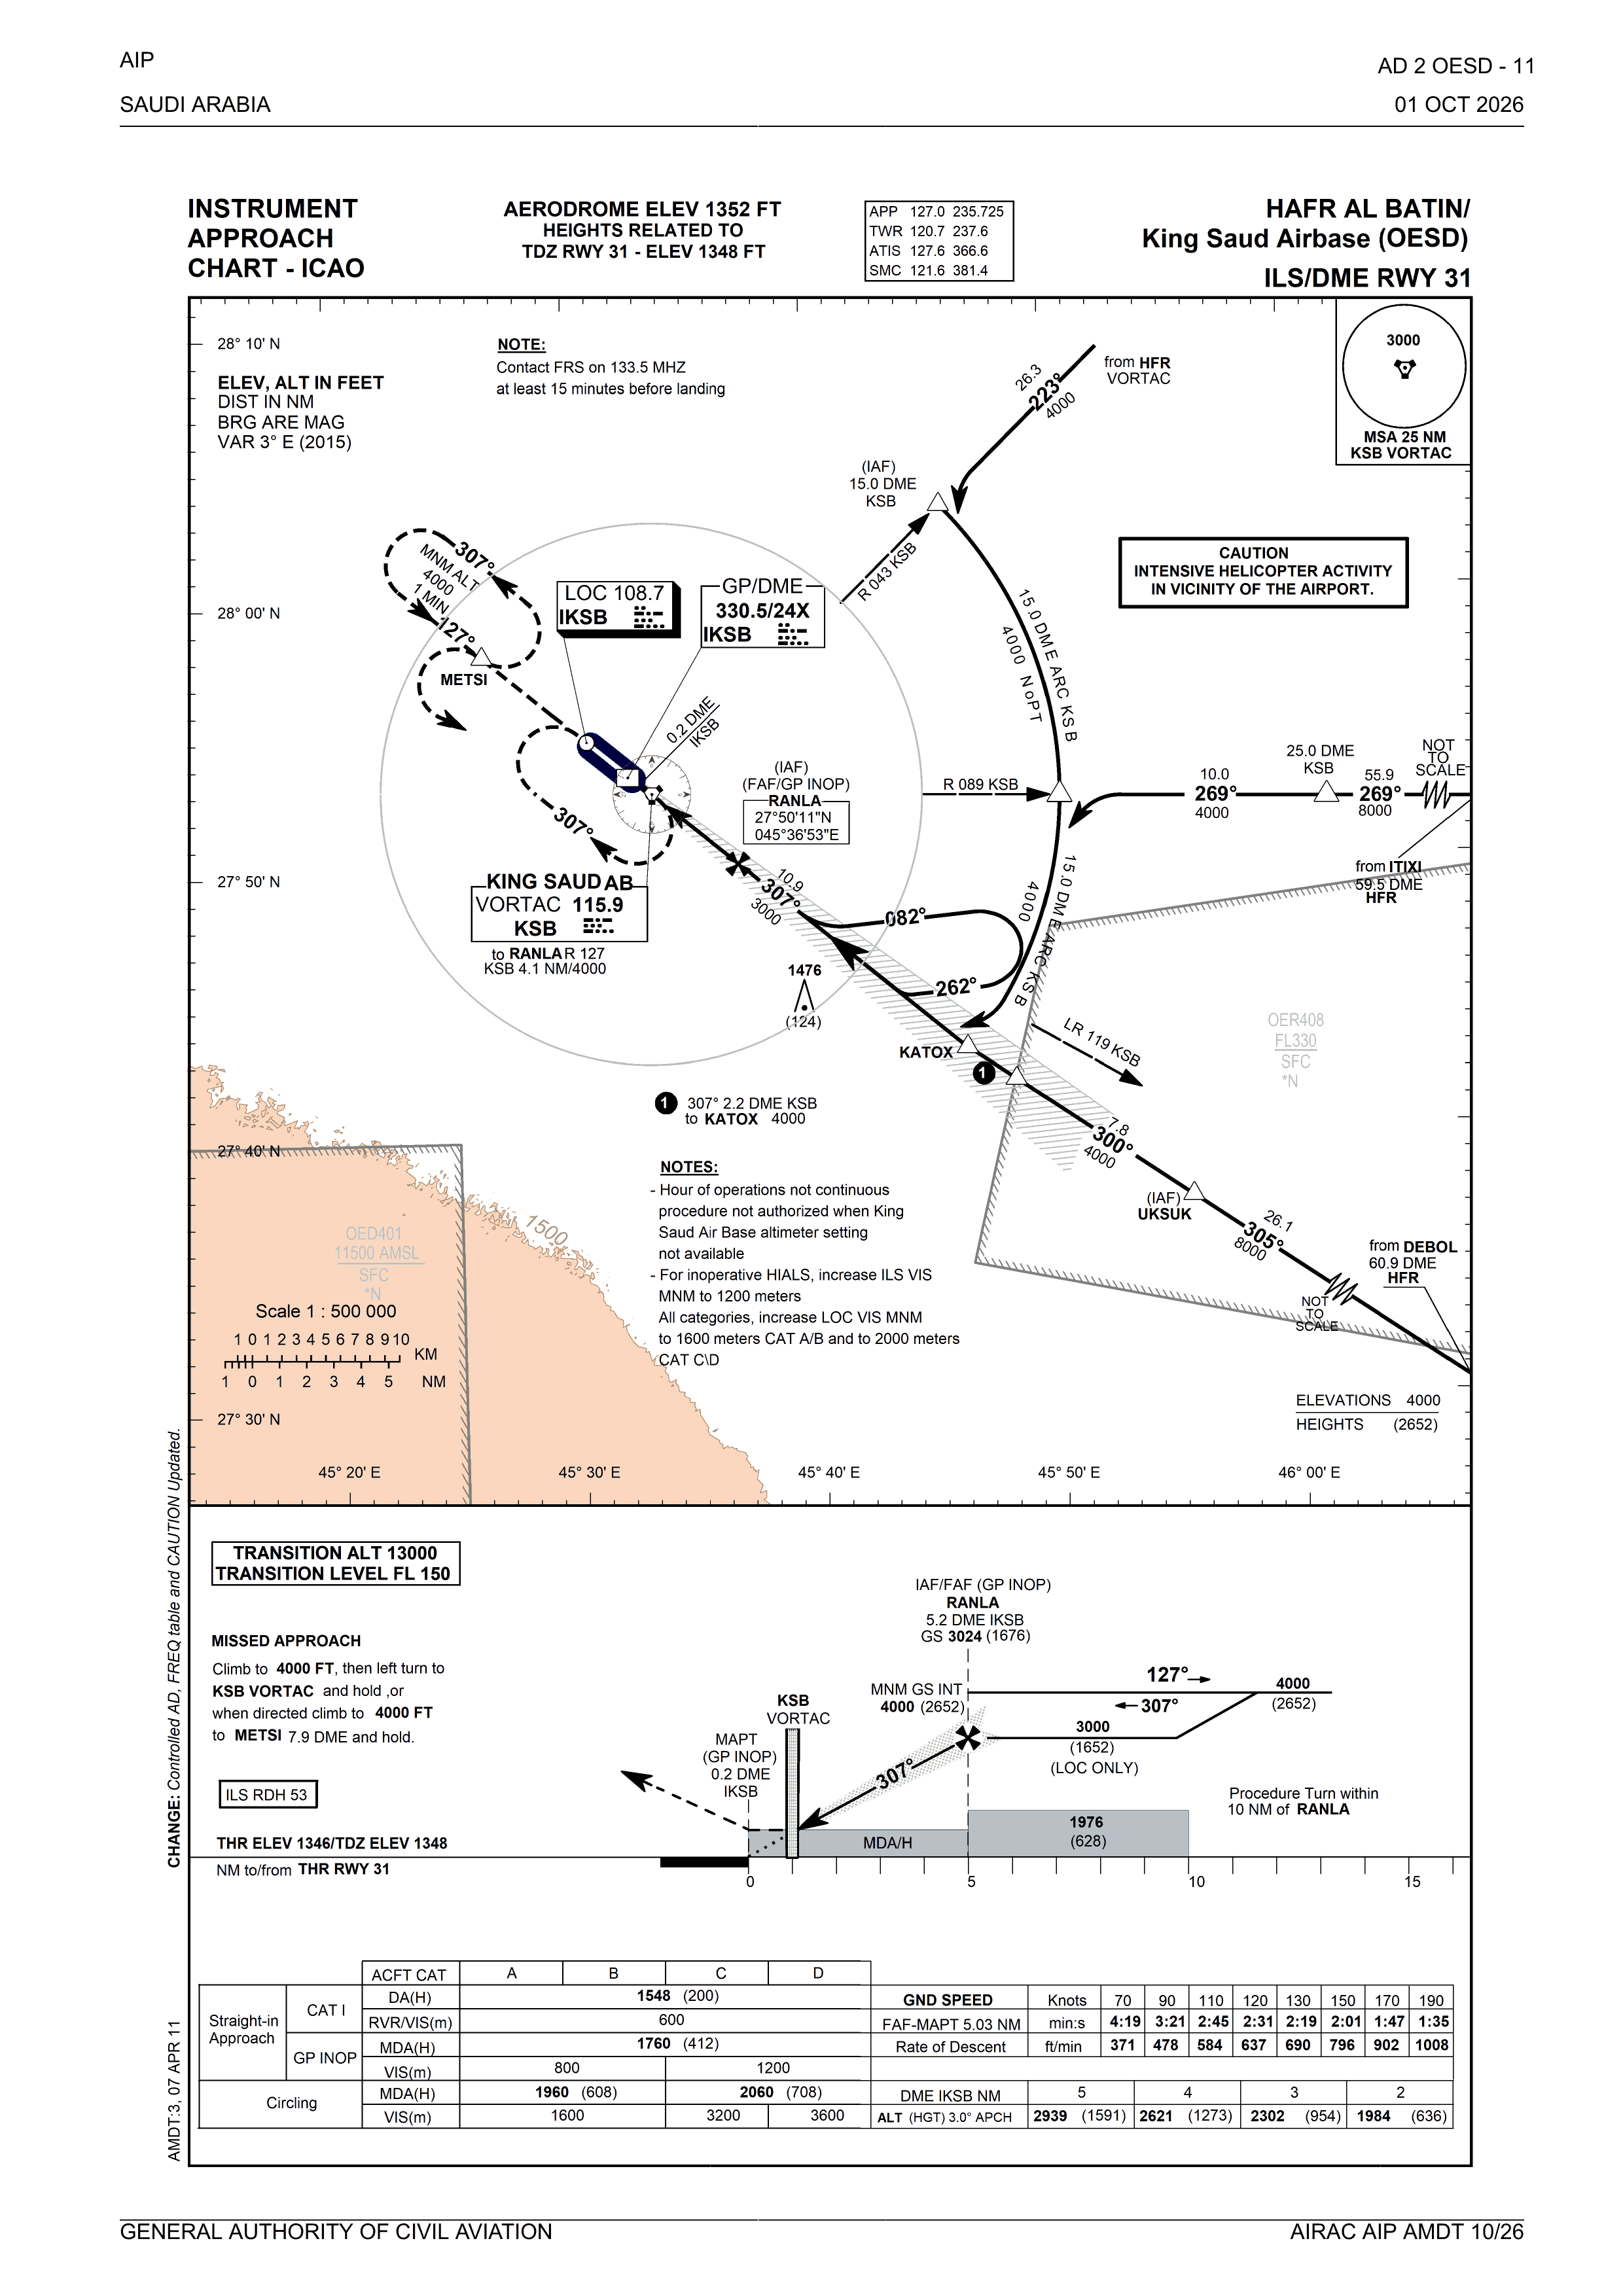 AIP
AD 2 OESD - 11
SAUDI ARABIA
01 OCT 2026
INSTRUMENT
APPROACH
CHART - ICAO
AERODROME ELEV 1352 FT
HEIGHTS RELATED TO
TDZ RWY 31 - ELEV 1348 FT
APP 127.0 235.725
TWR 120.7 237.6
ATIS 127.6 366.6
SMC 121.6 381.4
HAFR AL BATIN/
King Saud Airbase (OESD)
ILS/DME RWY 31
28° 10' N
ELEV, ALT IN FEET
DIST IN NM
BRG ARE MAG
VAR 3° E (2015)
NOTE:
Contact FRS on 133.5 MHZ
at least 15 minutes before landing
26.3
223°
4000
from HFR
VORTAC
3000
MSA 25 NM
KSB VORTAC
(IAF)
15.0 DME
KSB
R 043 KSB
CAUTION
INTENSIVE HELICOPTER ACTIVITY
IN VICINITY OF THE AIRPORT.
307°
MNM ALT
4000
1 MIN
127°
METSI
LOC 108.7
IKSB
GP/DME
330.5/24X
IKSB
28° 00' N
15.0 DME ARC KSB
4000 NoPT
0.2 DME
IKSB
(IAF)
(FAF/GP INOP)
RANLA
27°50'11"N
045°36'53"E
R 089 KSB
10.0
269°
4000
25.0 DME
KSB
55.9
269°
8000
NOT
TO
SCALE
from ITIXI
59.5 DME
HFR
307°
27° 50' N
KING SAUD AB
VORTAC 115.9
KSB
to RANLA R 127
KSB 4.1 NM/4000
10.9
307°
3000
082°
262°
15.0 DME ARC KSB
4000
1476
(124)
KATOX
1
LR 119 KSB
OER408
FL330
SFC
*N
1 307° 2.2 DME KSB
to KATOX 4000
7.8
300°
4000
27° 40' N
(IAF)
UKSUK
26.1
305°
8000
from DEBOL
60.9 DME
HFR
NOT
TO
SCALE
NOTES:
- Hour of operations not continuous
procedure not authorized when King
Saud Air Base altimeter setting
not available
- For inoperative HIALS, increase ILS VIS
MNM to 1200 meters
All categories, increase LOC VIS MNM
to 1600 meters CAT A/B and to 2000 meters
CAT C\D
1500
OED401
11500 AMSL
SFC
*N
Scale 1 : 500 000
1 0 1 2 3 4 5 6 7 8 9 10
KM
1 0 1 2 3 4 5 NM
27° 30' N
ELEVATIONS 4000
HEIGHTS (2652)
45° 20' E 45° 30' E 45° 40' E 45° 50' E 46° 00' E
TRANSITION ALT 13000
TRANSITION LEVEL FL 150
MISSED APPROACH
Climb to 4000 FT, then left turn to
KSB VORTAC and hold ,or
when directed climb to 4000 FT
to METSI 7.9 DME and hold.
ILS RDH 53
THR ELEV 1346/TDZ ELEV 1348
NM to/from THR RWY 31
IAF/FAF (GP INOP)
RANLA
5.2 DME IKSB
GS 3024 (1676)
MNM GS INT
4000 (2652)
127°
307°
4000
(2652)
KSB
VORTAC
MAPT
(GP INOP)
0.2 DME
IKSB
307°
3000
(1652)
(LOC ONLY)
Procedure Turn within
10 NM of RANLA
MDA/H
1976
(628)
0 5 10 15
ACFT CAT A B C D
Straight-in
Approach
CAT I
DA(H) 1548 (200)
RVR/VIS(m) 600
GP INOP
MDA(H) 1760 (412)
VIS(m) 800 1200
Circling
MDA(H) 1960 (608) 2060 (708)
VIS(m) 1600 3200 3600
GND SPEED Knots 70 90 110 120 130 150 170 190
FAF-MAPT 5.03 NM min:s 4:19 3:21 2:45 2:31 2:19 2:01 1:47 1:35
Rate of Descent ft/min 371 478 584 637 690 796 902 1008
DME IKSB NM 5 4 3 2
ALT (HGT) 3.0° APCH 2939 (1591) 2621 (1273) 2302 (954) 1984 (636)
CHANGE: Controlled AD, FREQ table and CAUTION Updated.
AMDT:3, 07 APR 11
GENERAL AUTHORITY OF CIVIL AVIATION
AIRAC AIP AMDT 10/26